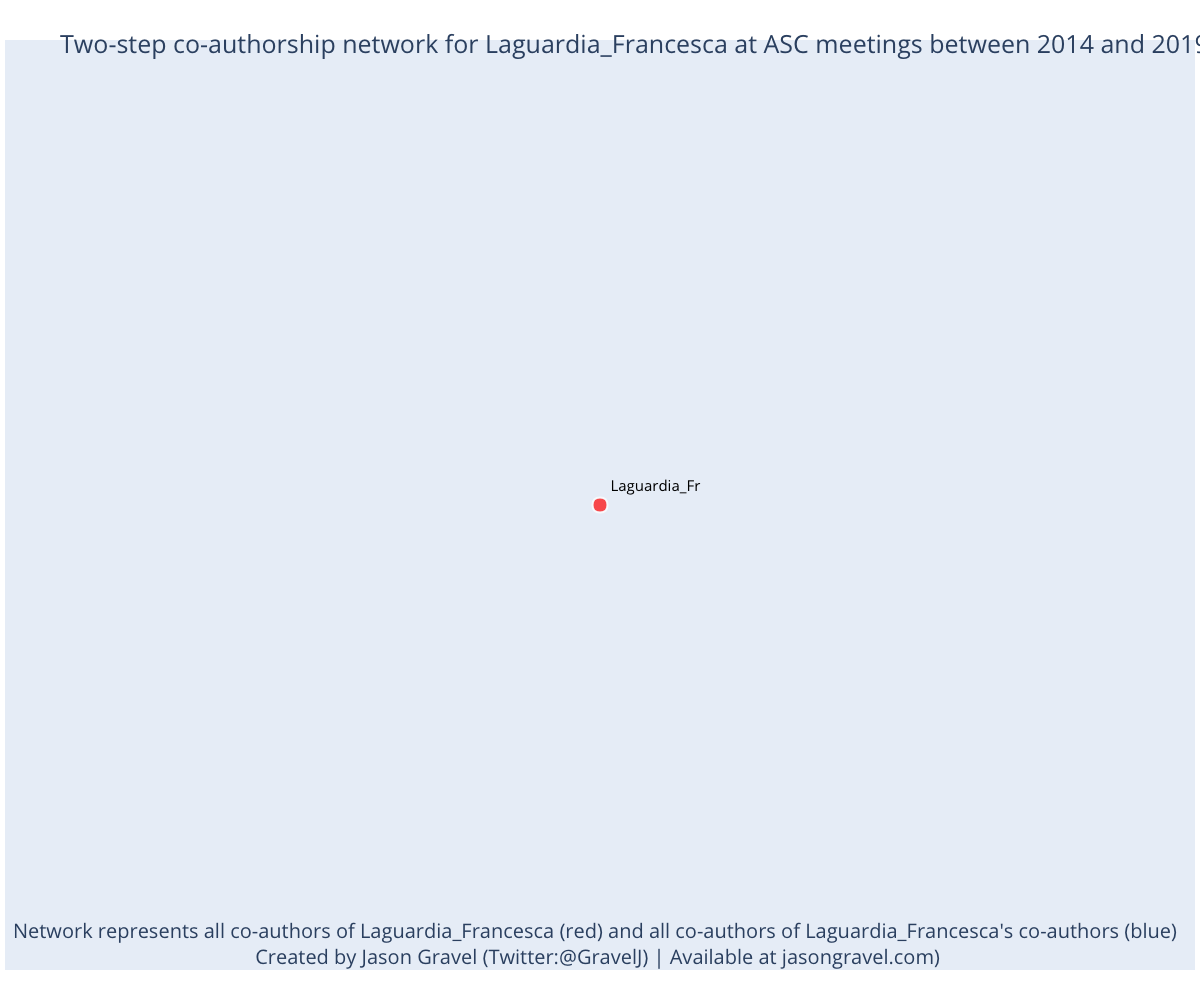 Two-step co-authorship network for Laguardia_Francesca at ASC meetings between 2014 and 2019
Laguardia_Fr
Network represents all co-authors of Laguardia_Francesca (red) and all co-authors of Laguardia_Francesca's co-authors (blue)
Created by Jason Gravel (Twitter:@GravelJ) | Available at jasongravel.com)